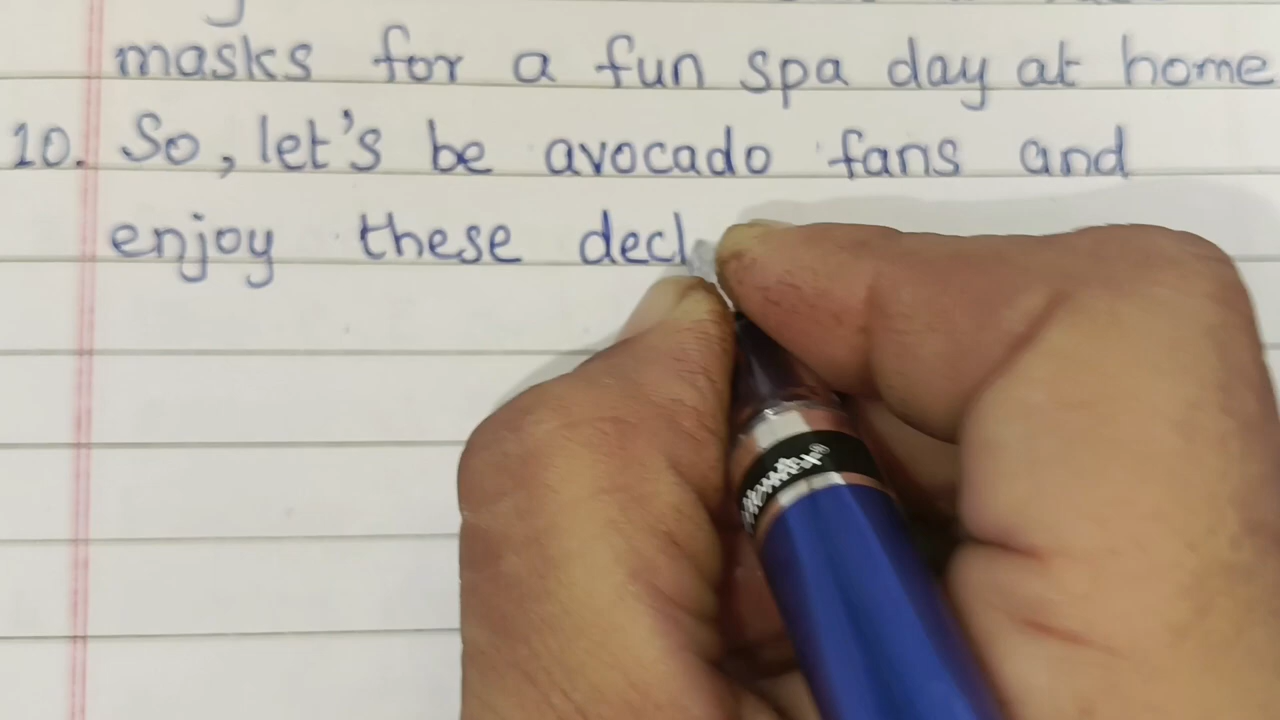 masks for a fun spa day at home
10. So, let's be avocado fans and
enjoy these decl